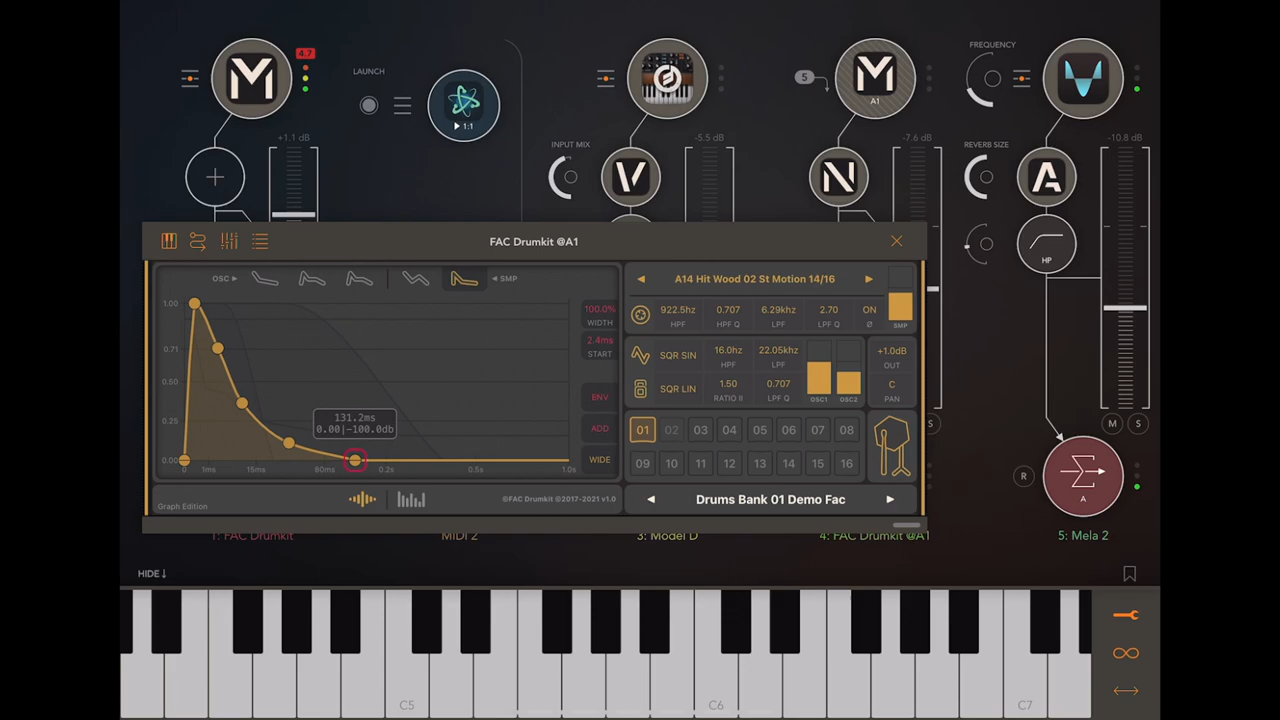 4.7
LAUNCH
FREQUENCY
S
A1
1:1
+1.1 dB
-5.5 dB
-7.6 dB
-10.8 dB
INPUT MIX
REVERB SIZE
HP
FAC Drumkit @A1
OSC
SMP
A14 Hit Wood 02 St Motion 14/16
1.00
0.71
0.50
0.25
0.00
0
1ms
15ms
80ms
0.2s
0.5s
1.0s
131.2ms
0.00|-100.0db
100.0%
WIDTH
2.4ms
START
ENV
ADD
WIDE
922.5hz
HPF
0.707
HPF Q
6.29khz
LPF
2.70
LPF Q
ON
Ø
SMP
SQR SIN
16.0hz
HPF
22.05khz
LPF
SQR LIN
1.50
RATIO II
0.707
LPF Q
OSC1
OSC2
+1.0dB
OUT
C
PAN
01 02 03 04 05 06 07 08
09 10 11 12 13 14 15 16
Graph Edition
©FAC Drumkit ©2017-2021 v1.0
Drums Bank 01 Demo Fac
S
M
S
R
A
1: FAC Drumkit
MIDI 2
3: Model D
4: FAC Drumkit @A1
5: Mela 2
HIDE
C5
C6
C7